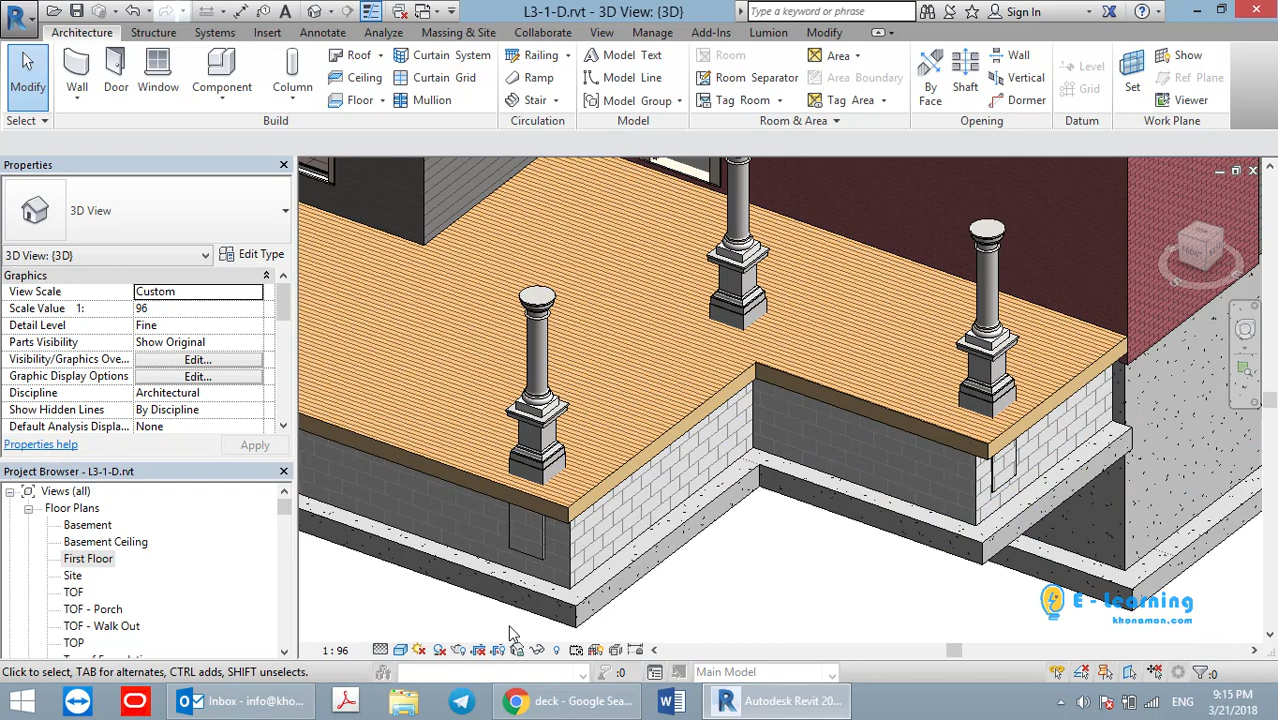 L3-1-D.rvt - 3D View: {3D}
Type a keyword or phrase
Sign In
Architecture Structure Systems Insert Annotate Analyze Massing & Site Collaborate View Manage Add-Ins Lumion Modify
Modify
Wall
Door
Window
Component
Column
Roof
Ceiling
Floor
Curtain System
Curtain Grid
Mullion
Railing
Ramp
Stair
Model Text
Model Line
Model Group
Room
Room Separator
Tag Room
Area
Area Boundary
Tag Area
By
Face
Shaft
Wall
Vertical
Dormer
Level
Grid
Set
Show
Ref Plane
Viewer
Select Build Circulation Model Room & Area Opening Datum Work Plane
Properties
3D View
3D View: {3D} Edit Type
Graphics
View Scale Custom
Scale Value 1: 96
Detail Level Fine
Parts Visibility Show Original
Visibility/Graphics Ove... Edit...
Graphic Display Options Edit...
Discipline Architectural
Show Hidden Lines By Discipline
Default Analysis Displa... None
Properties help Apply
Project Browser - L3-1-D.rvt
Views (all)
Floor Plans
Basement
Basement Ceiling
First Floor
Site
TOF
TOF - Porch
TOF - Walk Out
TOP
E - Learning
khonamon.com
1 : 96
Click to select, TAB for alternates, CTRL adds, SHIFT unselects.
:0
Main Model
:0
Inbox - info@kho...
deck - Google Sea...
Autodesk Revit 20...
ENG
9:15 PM
3/21/2018